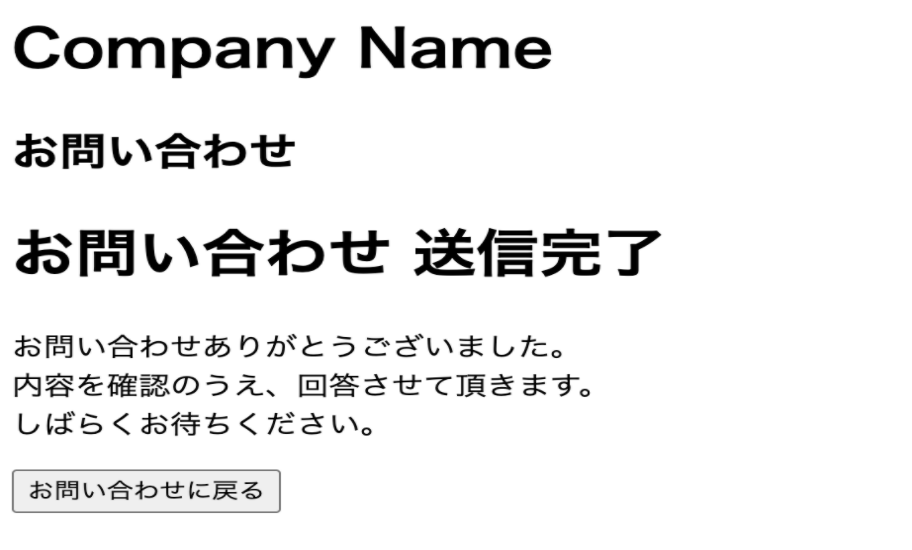 Company Name
お問い合わせ
お問い合わせ 送信完了
お問い合わせありがとうございました。
内容を確認のうえ、回答させて頂きます。
しばらくお待ちください。
お問い合わせに戻る